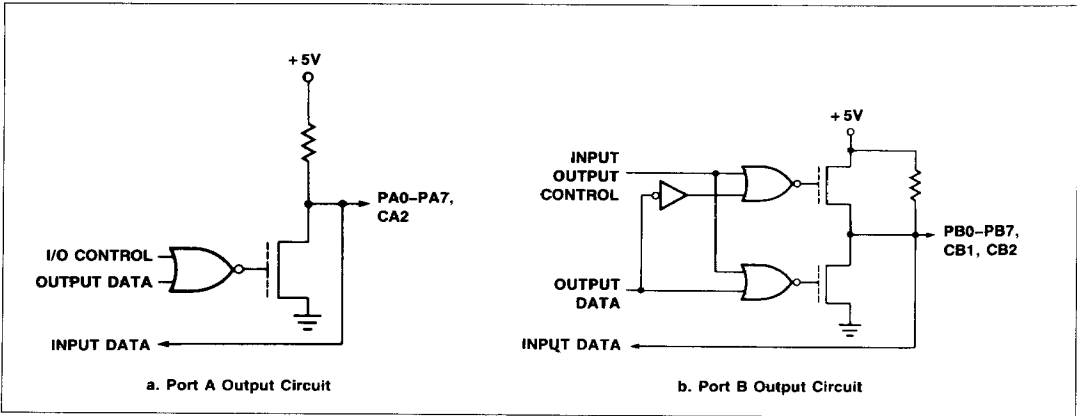 +5V
PA0–PA7,
CA2
I/O CONTROL
OUTPUT DATA
INPUT DATA
a. Port A Output Circuit
+5V
INPUT
OUTPUT
CONTROL
PB0–PB7,
CB1, CB2
OUTPUT
DATA
INPUT DATA
b. Port B Output Circuit